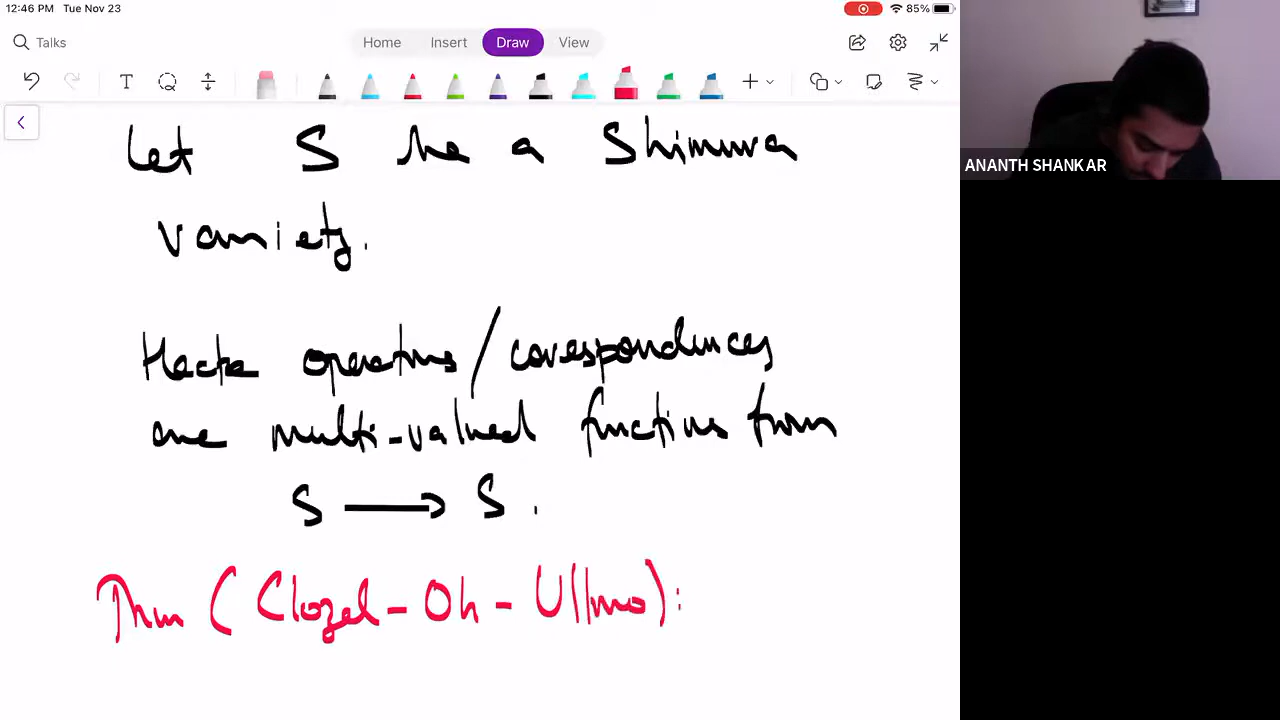 12:46 PM Tue Nov 23
85%
Talks
Home Insert Draw View
T
Let S be a Shimura
variety.
ANANTH SHANKAR
Hecke operators/correspondences
are multi-valued functions from
S → S.
Thm (Clozel-Oh-Ullmo):